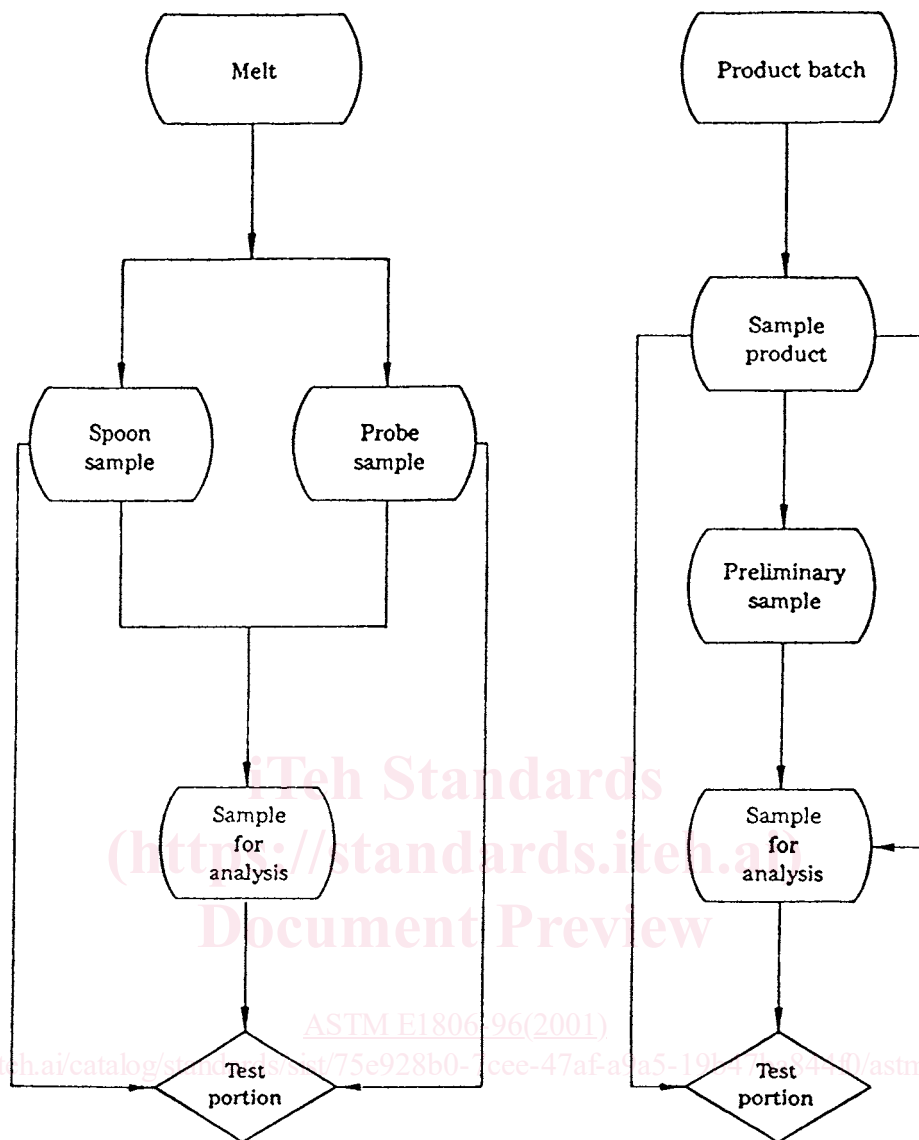 Melt
Product batch
Sample
product
Spoon
sample
Probe
sample
Preliminary
sample
iTeh Standards
Sample
for
analysis
Sample
for
analysis
(https://standards.iteh.ai)
Document Preview
ASTM E1806-96(2001)
Test
portion
Test
portion